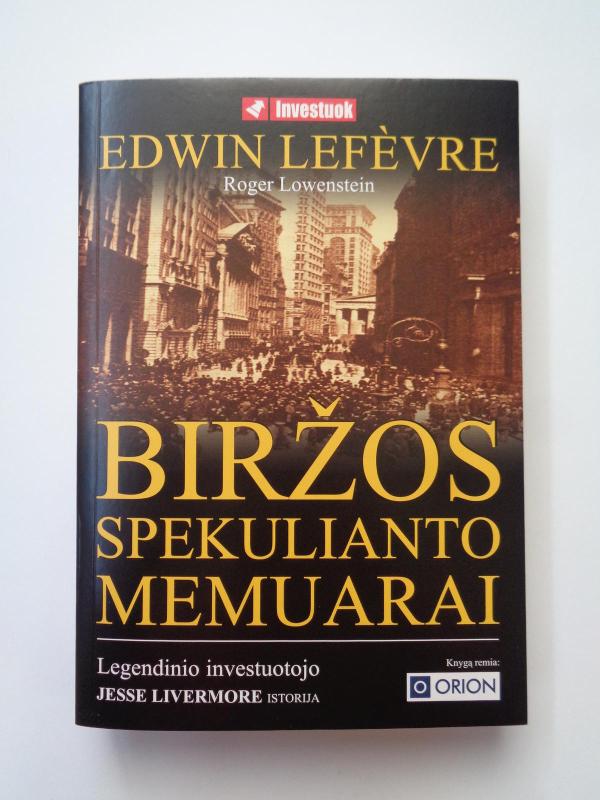 Investuok
EDWIN LEFÈVRE
Roger Lowenstein
BIRŽOS
SPEKULIANTO
MEMUARAI
Legendinio investuotojo
JESSE LIVERMORE ISTORIJA
Knygą remia:
ORION